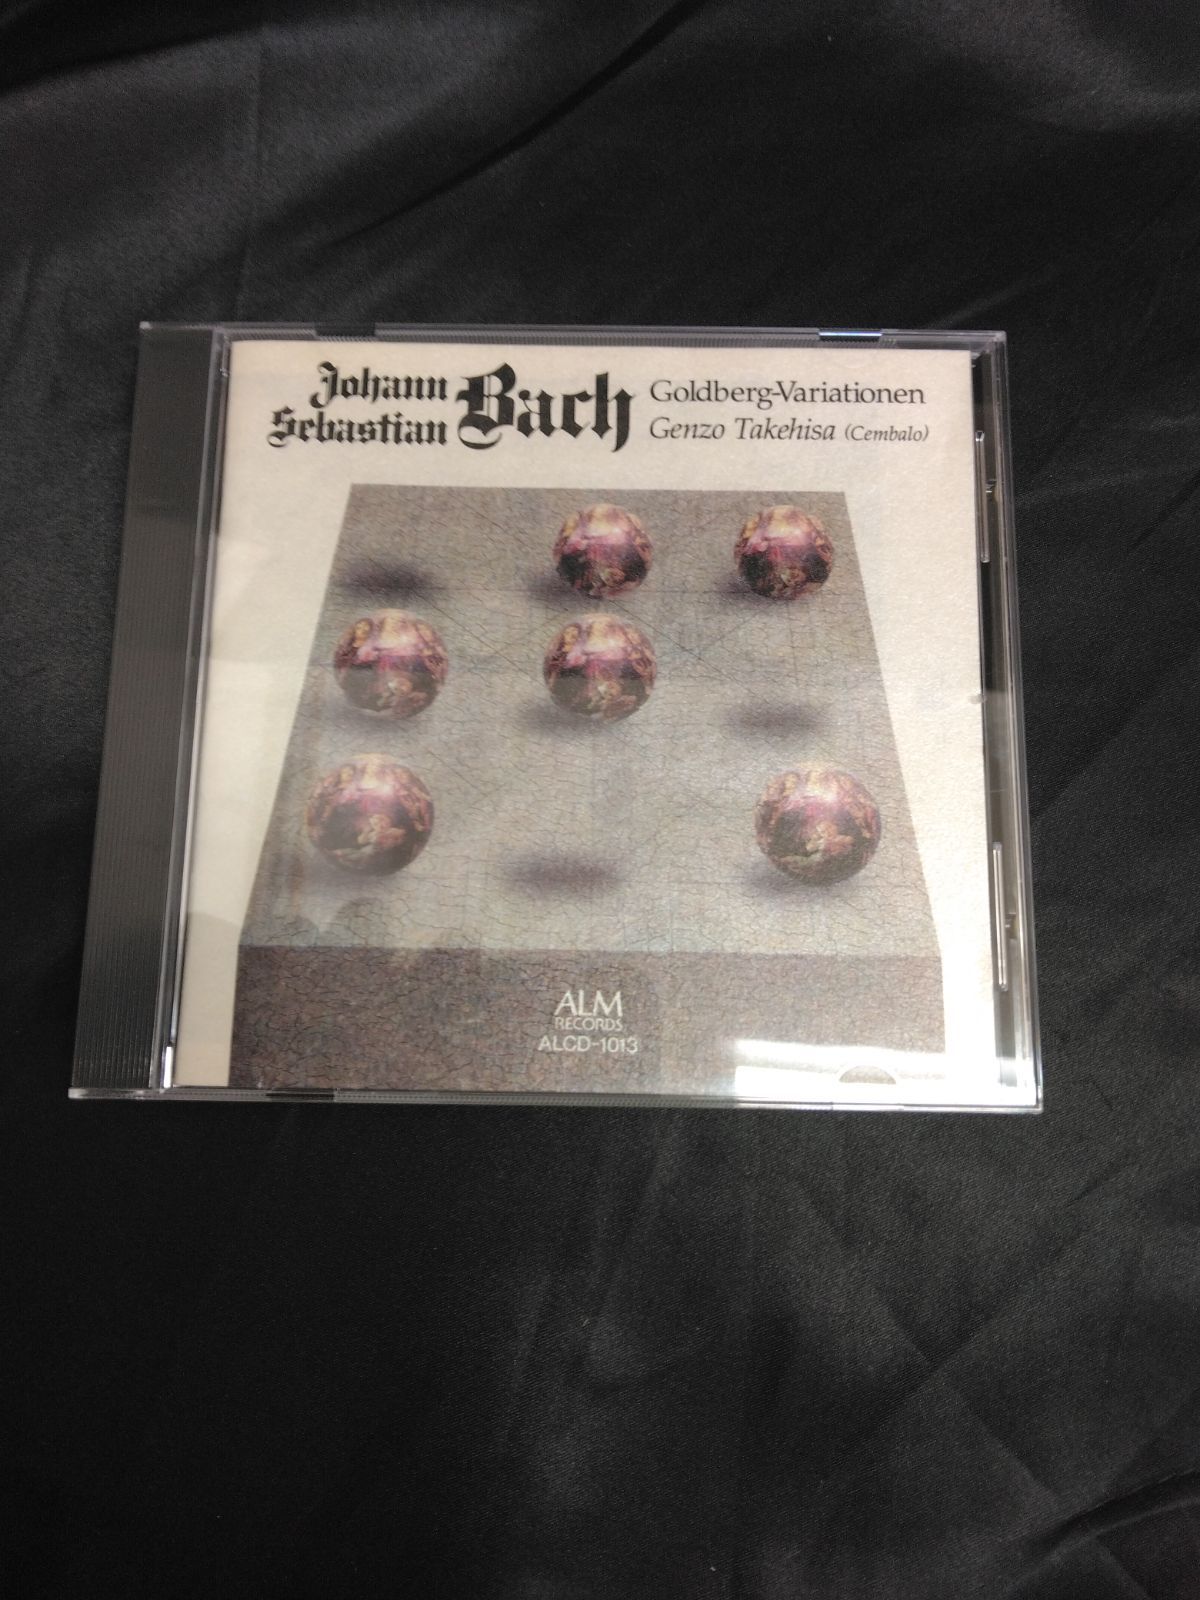 Johann
Sebastian
Bach
Goldberg-Variationen
Genzo Takehisa (Cembalo)
ALM
RECORDS
ALCD-1013